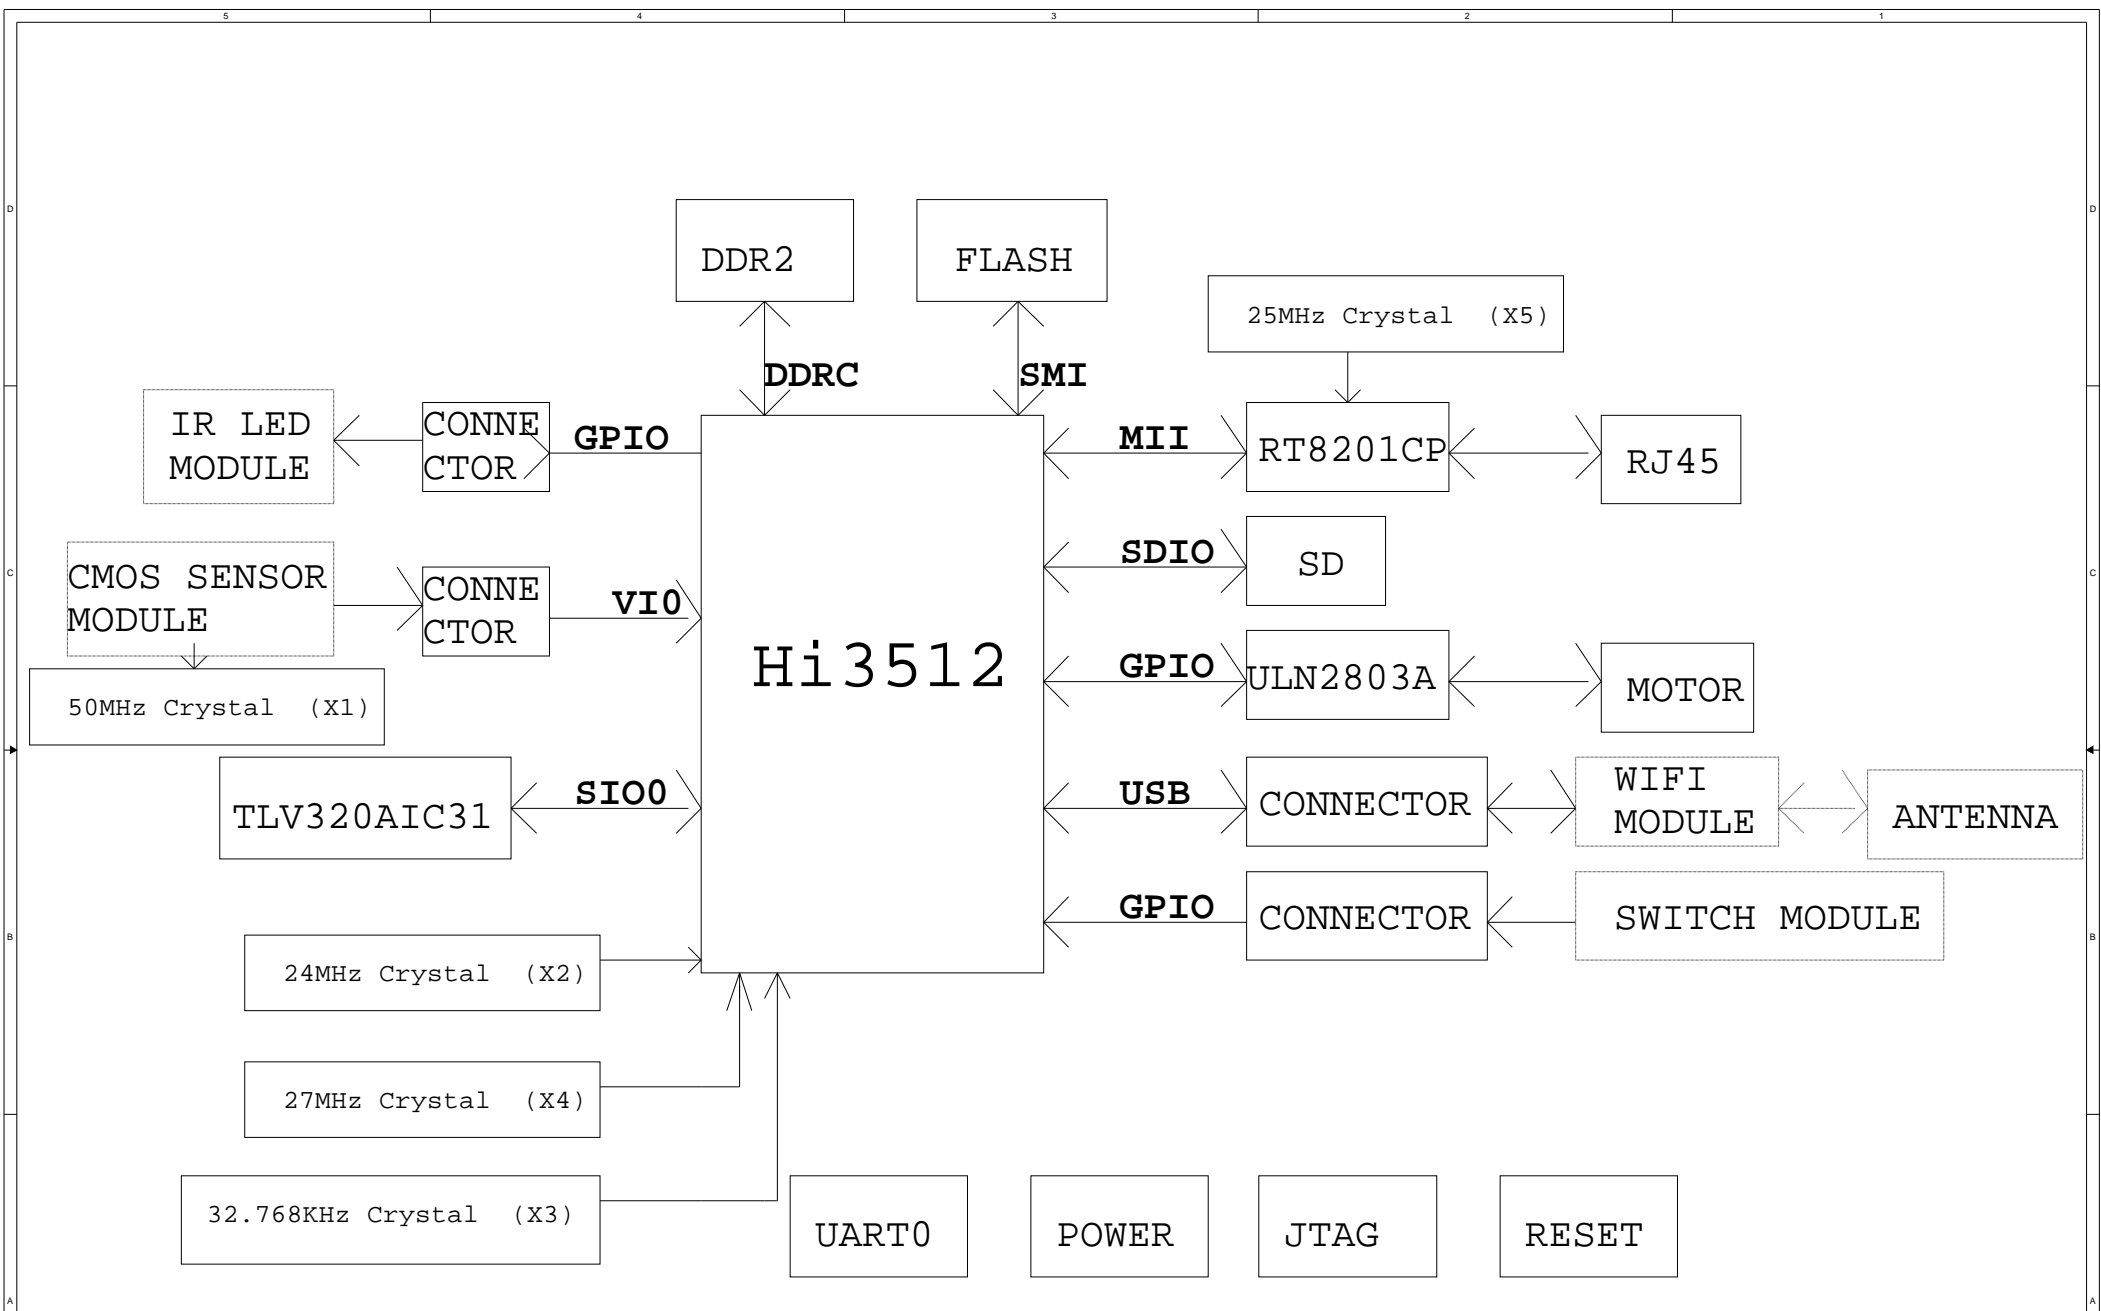 5 4 3 2 1
D D
DDR2 FLASH
25MHz Crystal (X5)
DDRC SMI
IR LED
MODULE
CONNE
CTOR
GPIO
MII
RT8201CP
RJ45
C C
CMOS SENSOR
MODULE
CONNE
CTOR
VI0
SDIO
SD
Hi3512
GPIO
ULN2803A
MOTOR
50MHz Crystal (X1)
TLV320AIC31
SIO0
USB
CONNECTOR
WIFI
MODULE
ANTENNA
B B
GPIO
CONNECTOR
SWITCH MODULE
24MHz Crystal (X2)
27MHz Crystal (X4)
32.768KHz Crystal (X3)
UART0 POWER JTAG RESET
A A